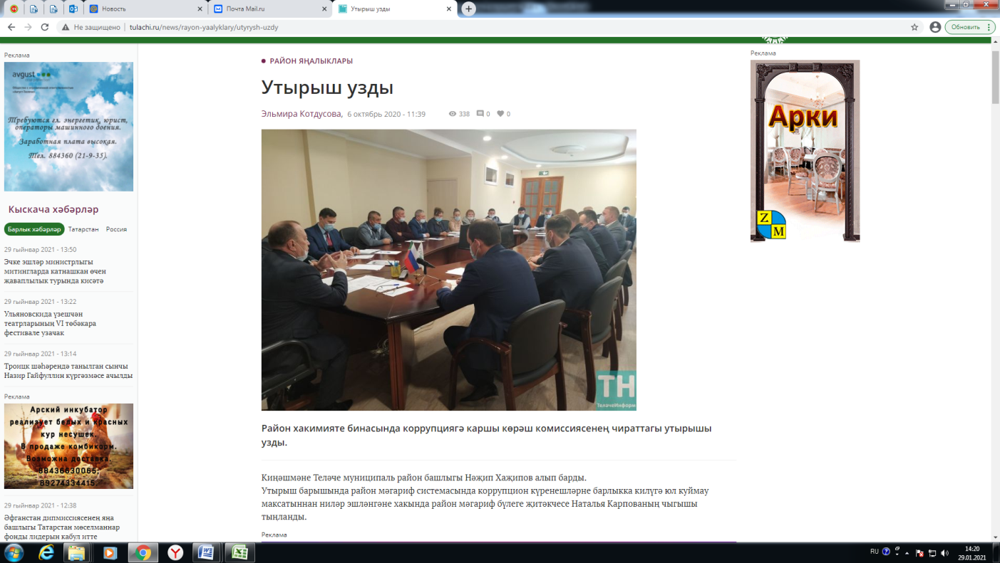 Новость
Почта Mail.ru
Утырыш узды
Не защищено
tulachi.ru/news/rayon-yaalyklary/utyrysh-uzdy
Обновить
Реклама
avgust
Требуются гл. энергетик, юрист,
операторы машинного доения.
Заработная плата высокая.
Тел. 884360 (21-9-35).
Кыскача хәбәрләр
Барлык хәбәрләр Татарстан Россия
29 гыйнвар 2021 - 13:50
Эчке эшләр министрлыгы
митингларда катнашкан өчен
җаваплылык турында кисәтә
29 гыйнвар 2021 - 13:22
Ульяновскида үзешчән
театрларының VI төбәкара
фестивале узачак
29 гыйнвар 2021 - 13:14
Троицк шәһәрендә танылган сынчы
Назир Гайфуллин күргәзмәсе ачылды
Реклама
Арский инкубатор
реализует белых и красных
кур несушек.
В продаже комбикорм.
Возможна доставка.
88436630065;
89274334415.
29 гыйнвар 2021 - 12:38
Әфганстан дипмиссиясенең яңа
башлыгы Татарстан мөселманнар
фонды лидерын кабул итте
РАЙОН ЯҢАЛЫКЛАРЫ
Утырыш узды
Эльмира Котдусова, 6 октябрь 2020 - 11:39 338 0 0
ТН
ТеләчеИнформ
Район хакимияте бинасында коррупциягә каршы көрәш комиссиясенең чираттагы утырышы
узды.
Киңәшмәне Теләче муниципаль район башлыгы Нәҗип Хаҗипов алып барды.
Утырыш барышында район мәгариф системасында коррупцион күренешләрне барлыкка килүгә юл куймау
максатыннан ниләр эшләнгәне хакында район мәгариф бүлеге җитәкчесе Наталья Карпованың чыгышы
тыңланды.
Реклама
Реклама
Арки
Z
M
RU
14:20
29.01.2021